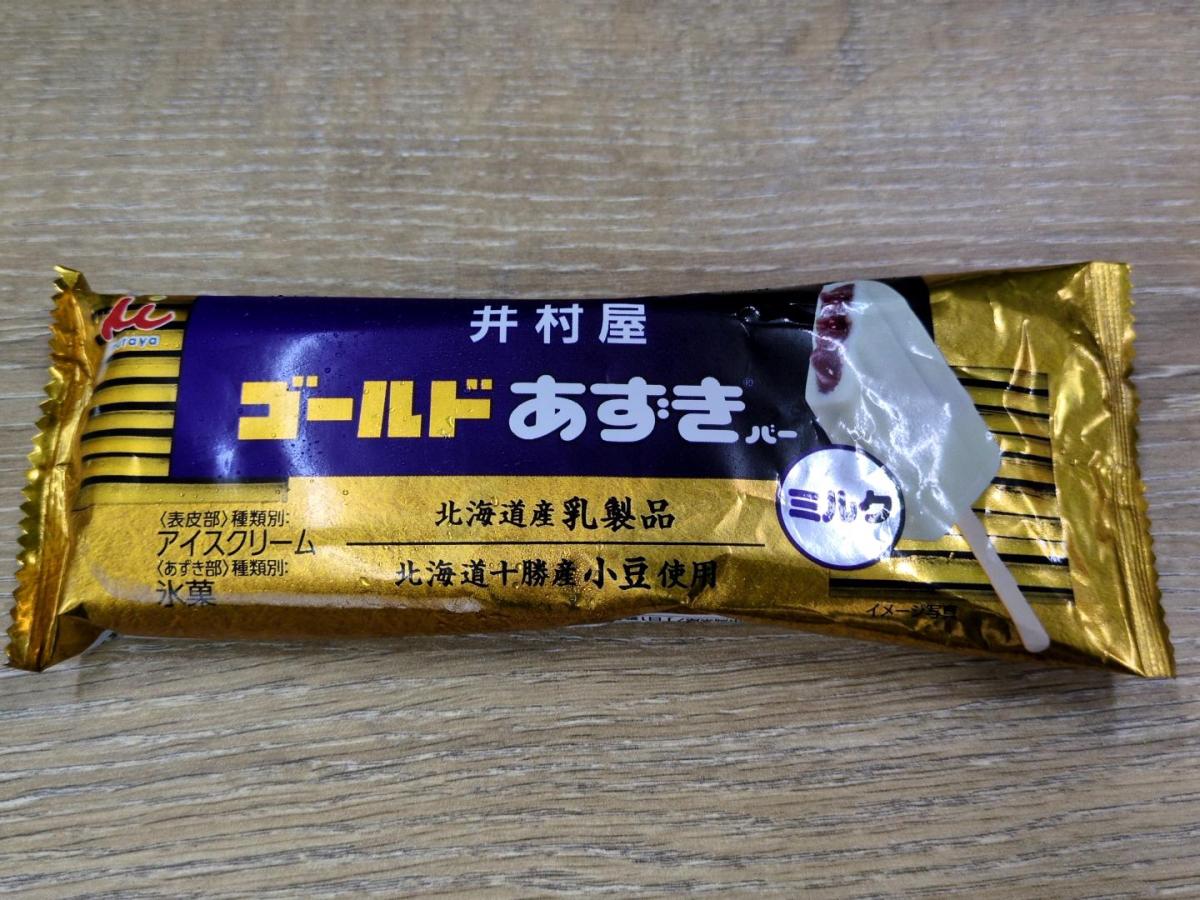 井村屋
ゴールドあずきバー
®
ミルク
北海道産乳製品
北海道十勝産小豆使用
〈表皮部〉種類別:
アイスクリーム
〈あずき部〉種類別:
氷菓
イメージ写真